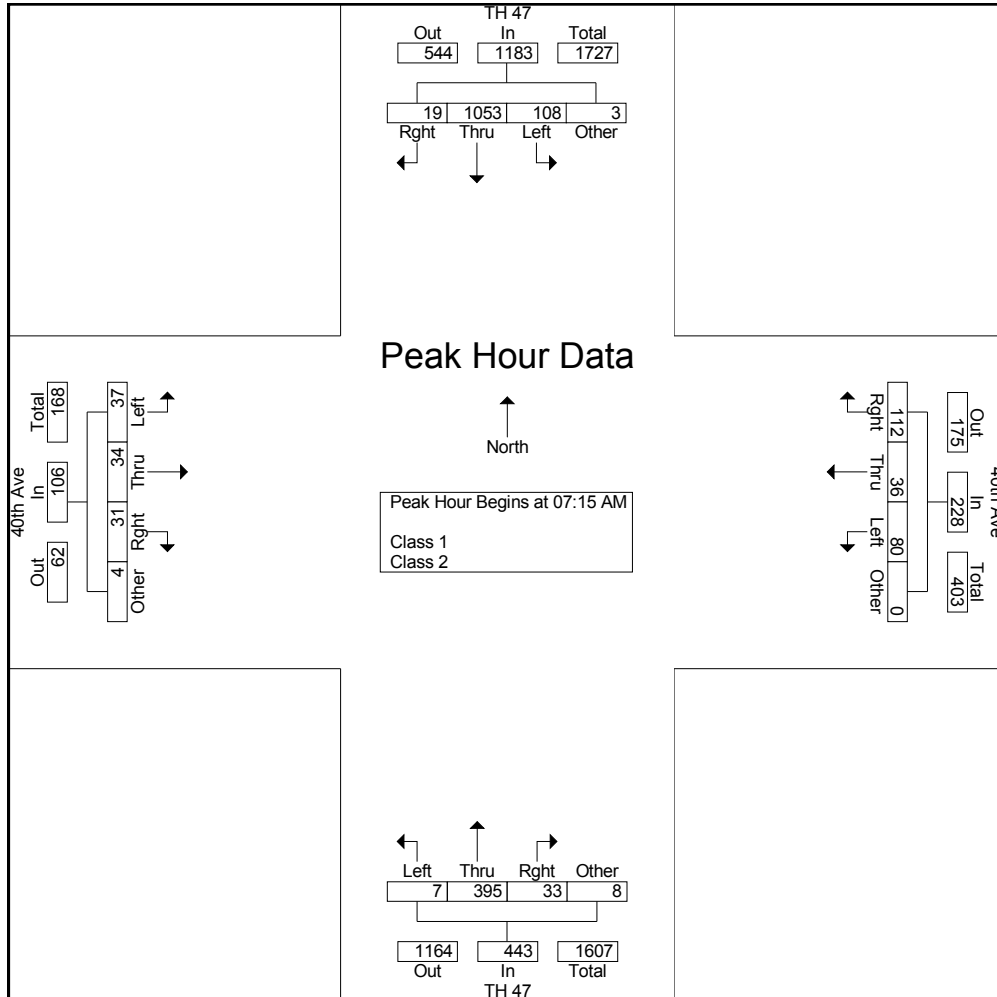 TH 47
Out In Total
544 1183 1727
19 1053 108 3
Rght Thru Left Other
Peak Hour Data
North
Peak Hour Begins at 07:15 AM
Class 1
Class 2
40th Ave
Out In Total
62 106 168
Left Thru Rght Other
37 34 31 4
Out In Total
175 228 403
112 36 80 0
Rght Thru Left Other
Left Thru Rght Other
7 395 33 8
1164 443 1607
Out In Total
TH 47